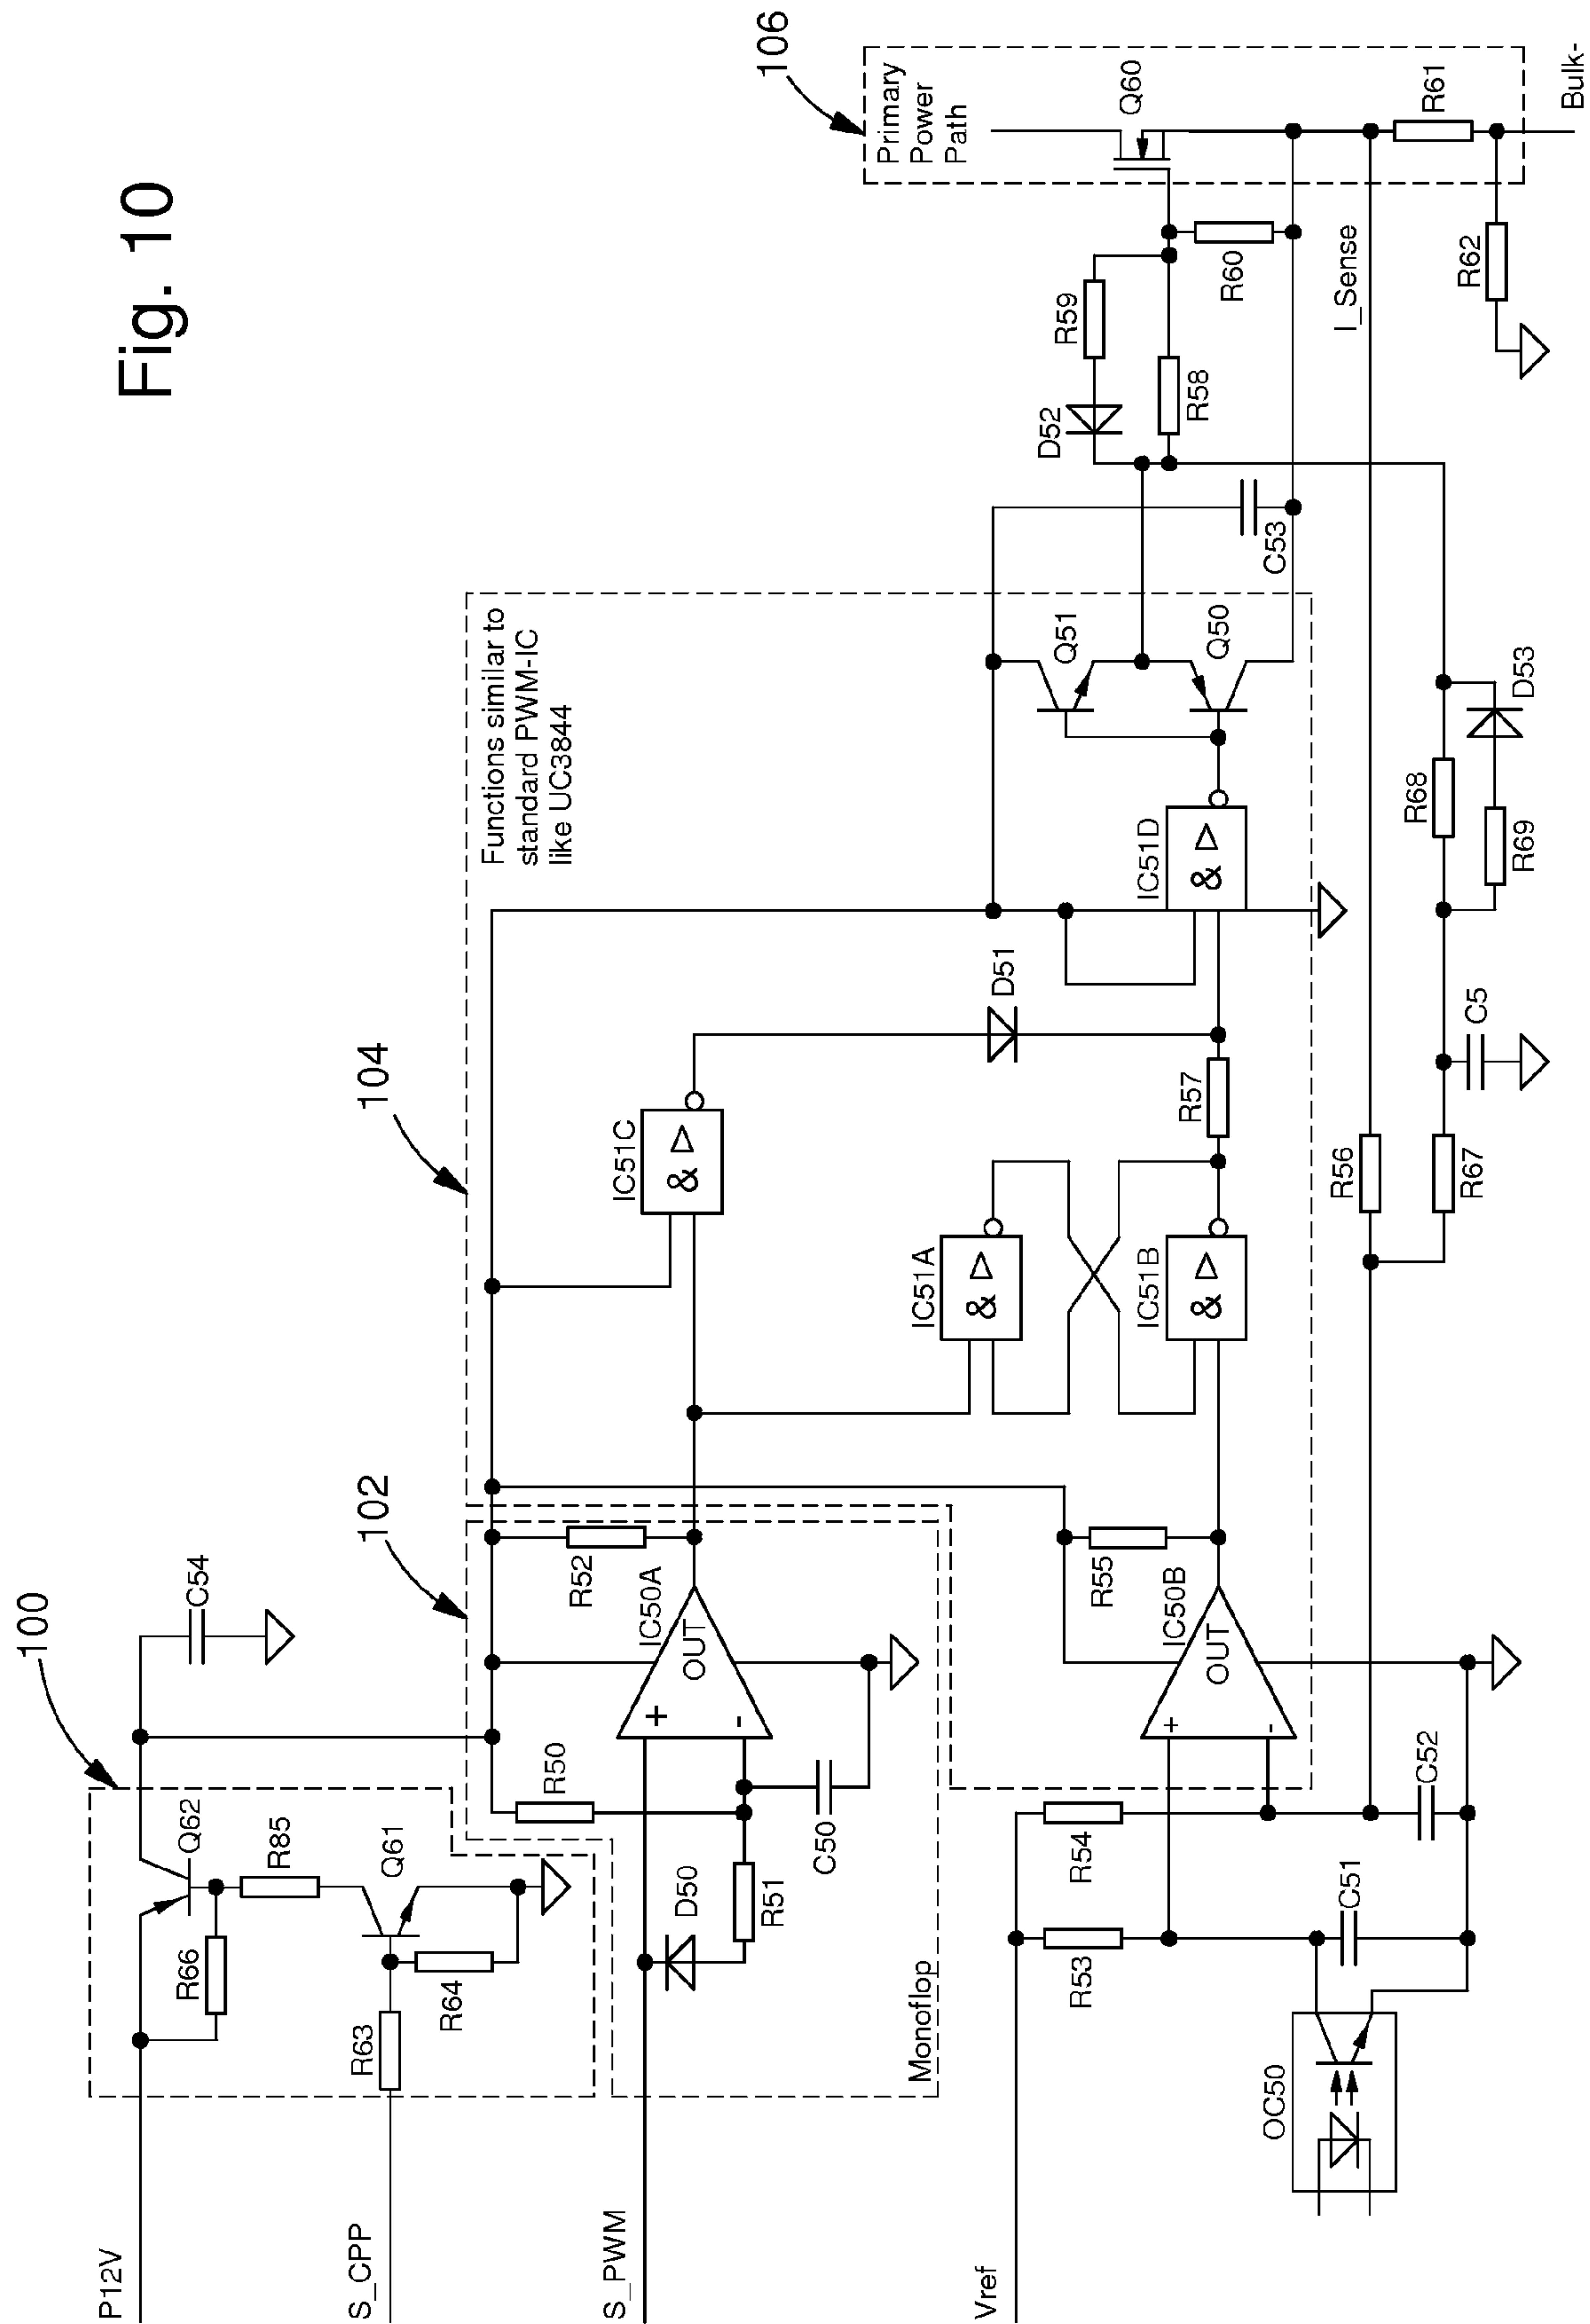 Fig. 10
100
P12V
S_CPP
S_PWM
Vref
R66
Q62
R85
Q61
R63
R64
C54
102
Monoflop
D50
R51
R50
C50
+
-
OUT
IC50A
R52
104
Functions similar to
standard PWM-IC
like UC3844
IC51C
& Δ
IC51A
& Δ
IC51B
& Δ
IC51D
& Δ
R57
D51
Q51
Q50
C53
OC50
R53
C51
R54
C52
+
-
OUT
IC50B
R55
R56
R67
C5
R68
R69
D53
D52
R59
R58
R60
I_Sense
R62
106
Primary
Power
Path
Q60
R61
Bulk-